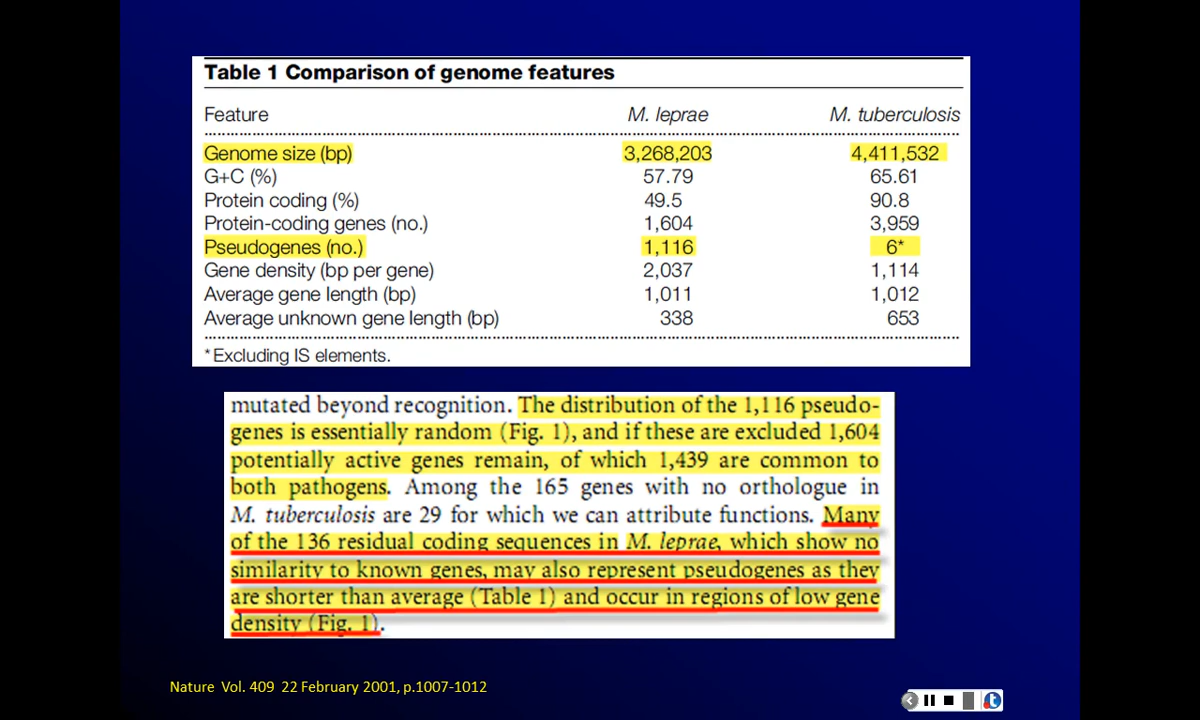 Table 1 Comparison of genome features
Feature M. leprae M. tuberculosis
Genome size (bp) 3,268,203 4,411,532
G+C (%) 57.79 65.61
Protein coding (%) 49.5 90.8
Protein-coding genes (no.) 1,604 3,959
Pseudogenes (no.) 1,116 6*
Gene density (bp per gene) 2,037 1,114
Average gene length (bp) 1,011 1,012
Average unknown gene length (bp) 338 653
*Excluding IS elements.
mutated beyond recognition. The distribution of the 1,116 pseudo-
genes is essentially random (Fig. 1), and if these are excluded 1,604
potentially active genes remain, of which 1,439 are common to
both pathogens. Among the 165 genes with no orthologue in
M. tuberculosis are 29 for which we can attribute functions. Many
of the 136 residual coding sequences in M. leprae, which show no
similarity to known genes, may also represent pseudogenes as they
are shorter than average (Table 1) and occur in regions of low gene
density (Fig. 1).
Nature Vol. 409 22 February 2001, p.1007-1012